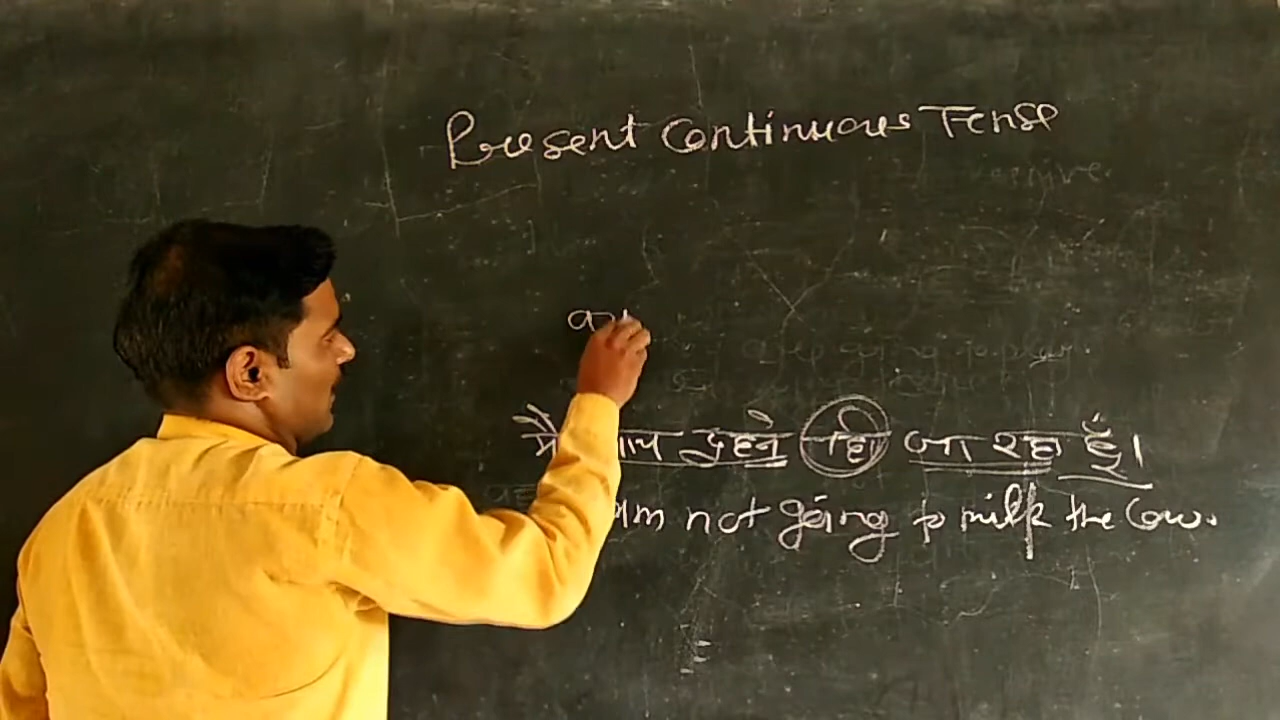 Present Continuous Tense
मैं गाय दुहने नहीं जा रहा हूँ।
am not going to milk the Cow.